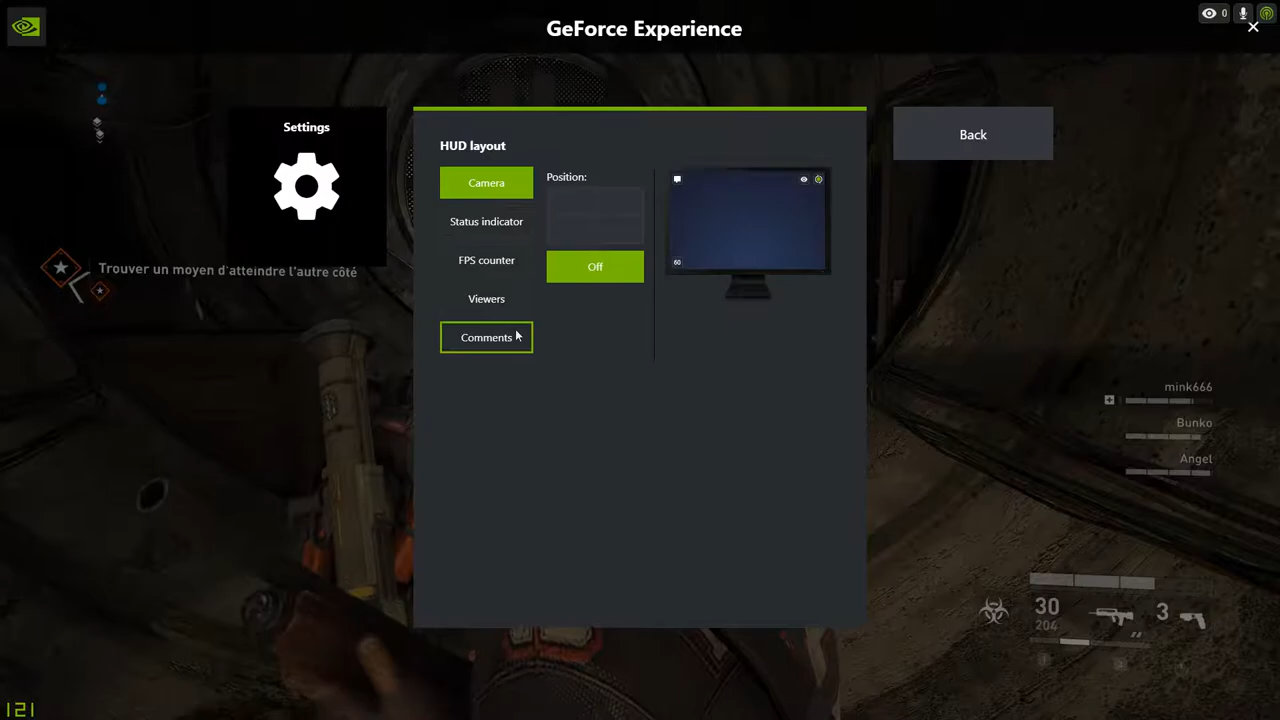 GeForce Experience
0
Settings
HUD layout
Back
Camera
Position:
Status indicator
FPS counter
Off
60
Viewers
Comments
Trouver un moyen d'atteindre l'autre côté
mink666
Bunko
Angel
30
204
3
121